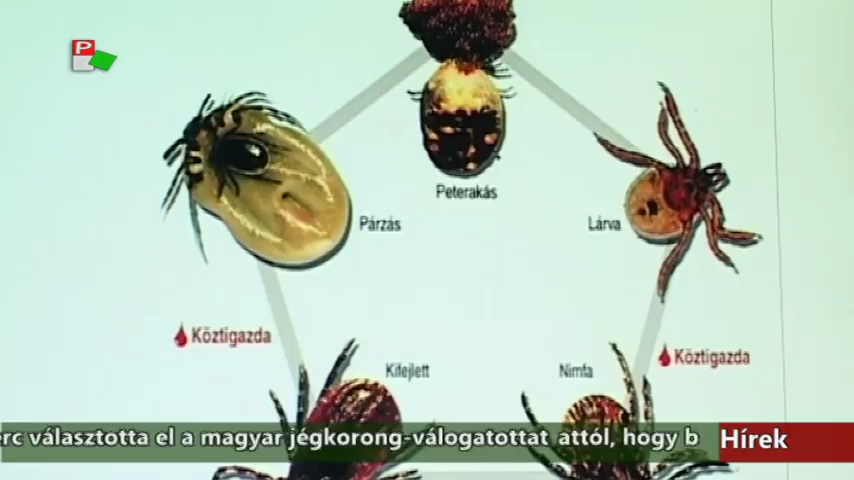 P
Peterakás
Párzás
Lárva
Köztigazda
Köztigazda
Kifejlett
Nimfa
erc választotta el a magyar jégkorong-válogatottat attól, hogy b
Hírek